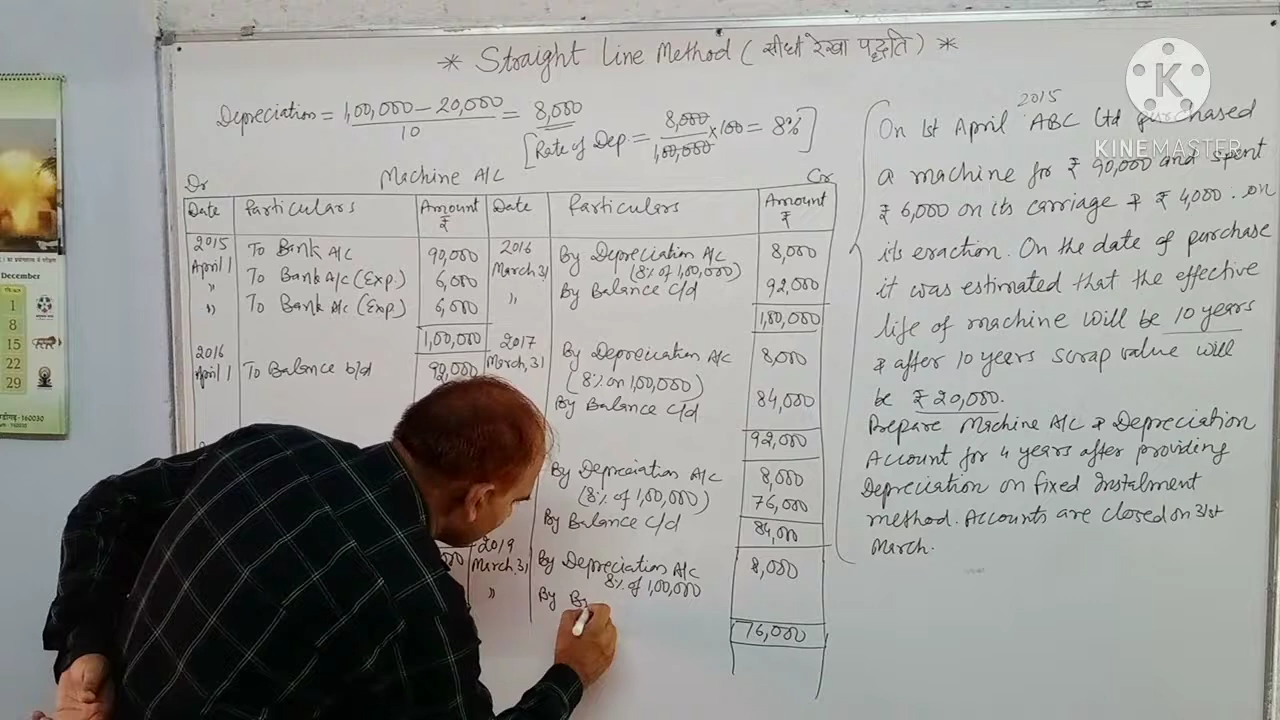 * Straight Line Method ( सीधी रेखा पद्धति ) *
Depreciation = 1,00,000 – 20,000 / 10 = 8,000
[ Rate of Dep = 8,000 / 1,00,000 × 100 = 8% ]
Dr Machine A/C Cr
Date Particulars Amount ₹ Date Particulars Amount ₹
2015 April 1 To Bank A/C 90,000 2016 March,31 By Depreciation A/C 8,000
(8% of 1,00,000)
" To Bank A/C (Exp.) 6,000 " By Balance C/d 92,000
" To Bank A/C (Exp.) 6,000
1,00,000 1,80,000
2016 April 1 To Balance b/d 90,000 2017 March,31 By Depreciation A/C 8,000
2
(8% on 1,00,000)
By Balance C/d 84,000
92,000
By Depreciation A/C 8,000
(8% of 1,00,000)
By Balance C/d 76,000
84,000
2019 March,31 By Depreciation A/C 8,000
8% of 1,00,000
" By By
76,000
2015
On 1st April ABC Ltd purchased
a machine for ₹ 90,000 and spent
₹ 6,000 on its carriage & ₹ 4,000 . on
its eraction. On the date of purchase
it was estimated that the effective
life of machine will be 10 years
& after 10 years scrap value will
be ₹ 20,000.
Prepare Machine A/C & Depreciation
Account for 4 years after providing
Depreciation on fixed Instalment
method. Accounts are closed on 31st
March.
K
KINEMASTER
December
1
8
15
22
29
160030